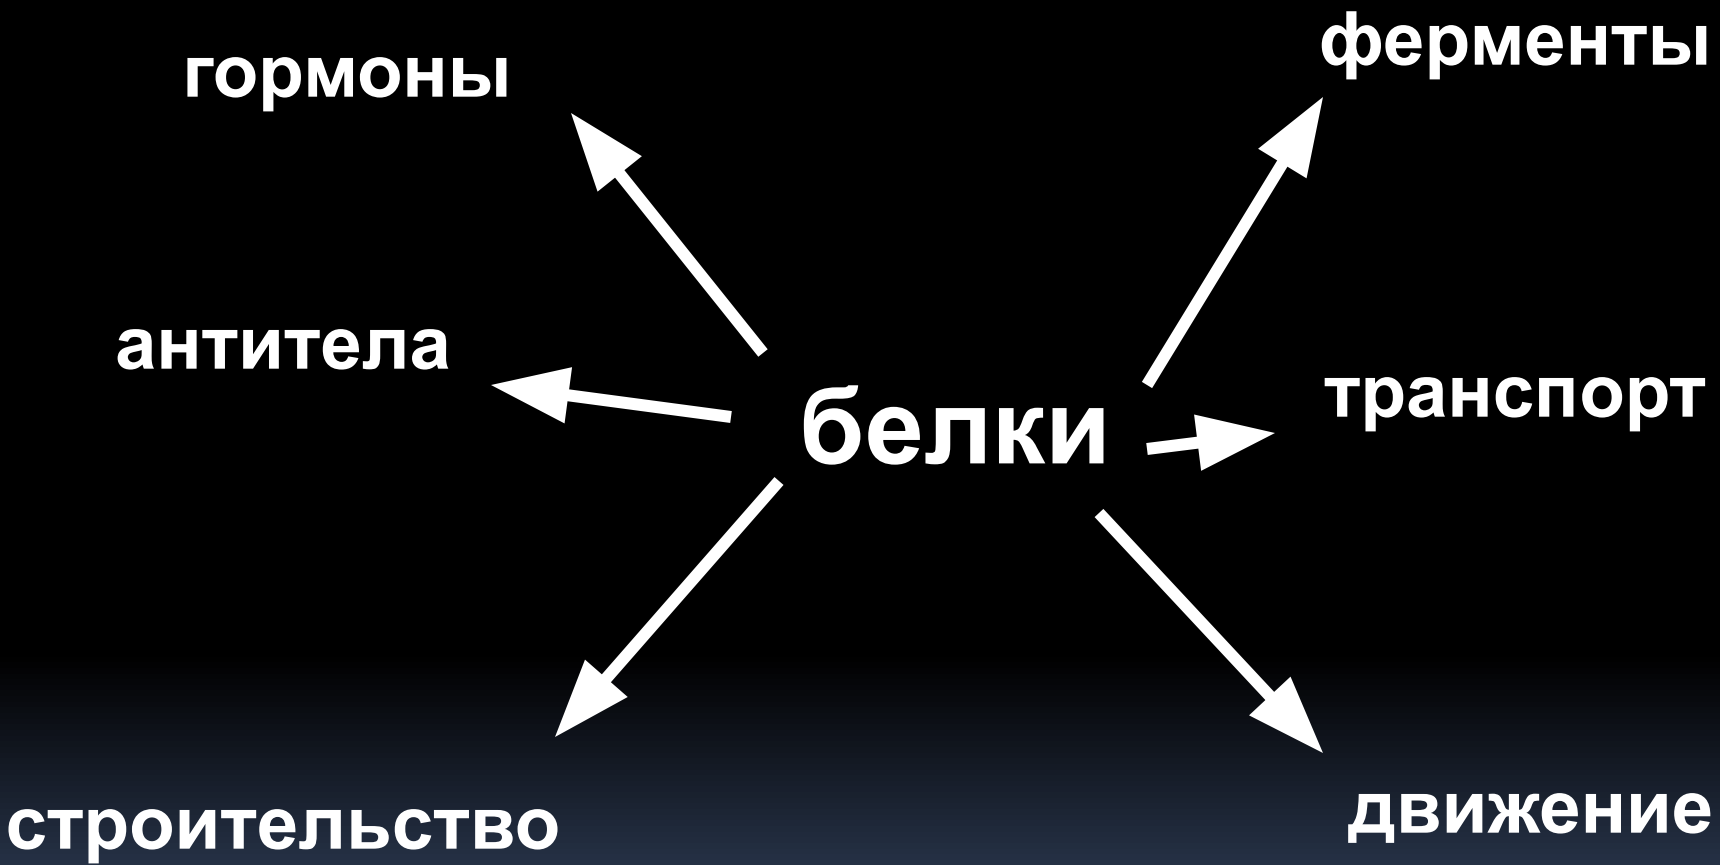 гормоны
ферменты
антитела
транспорт
белки
строительство
движение